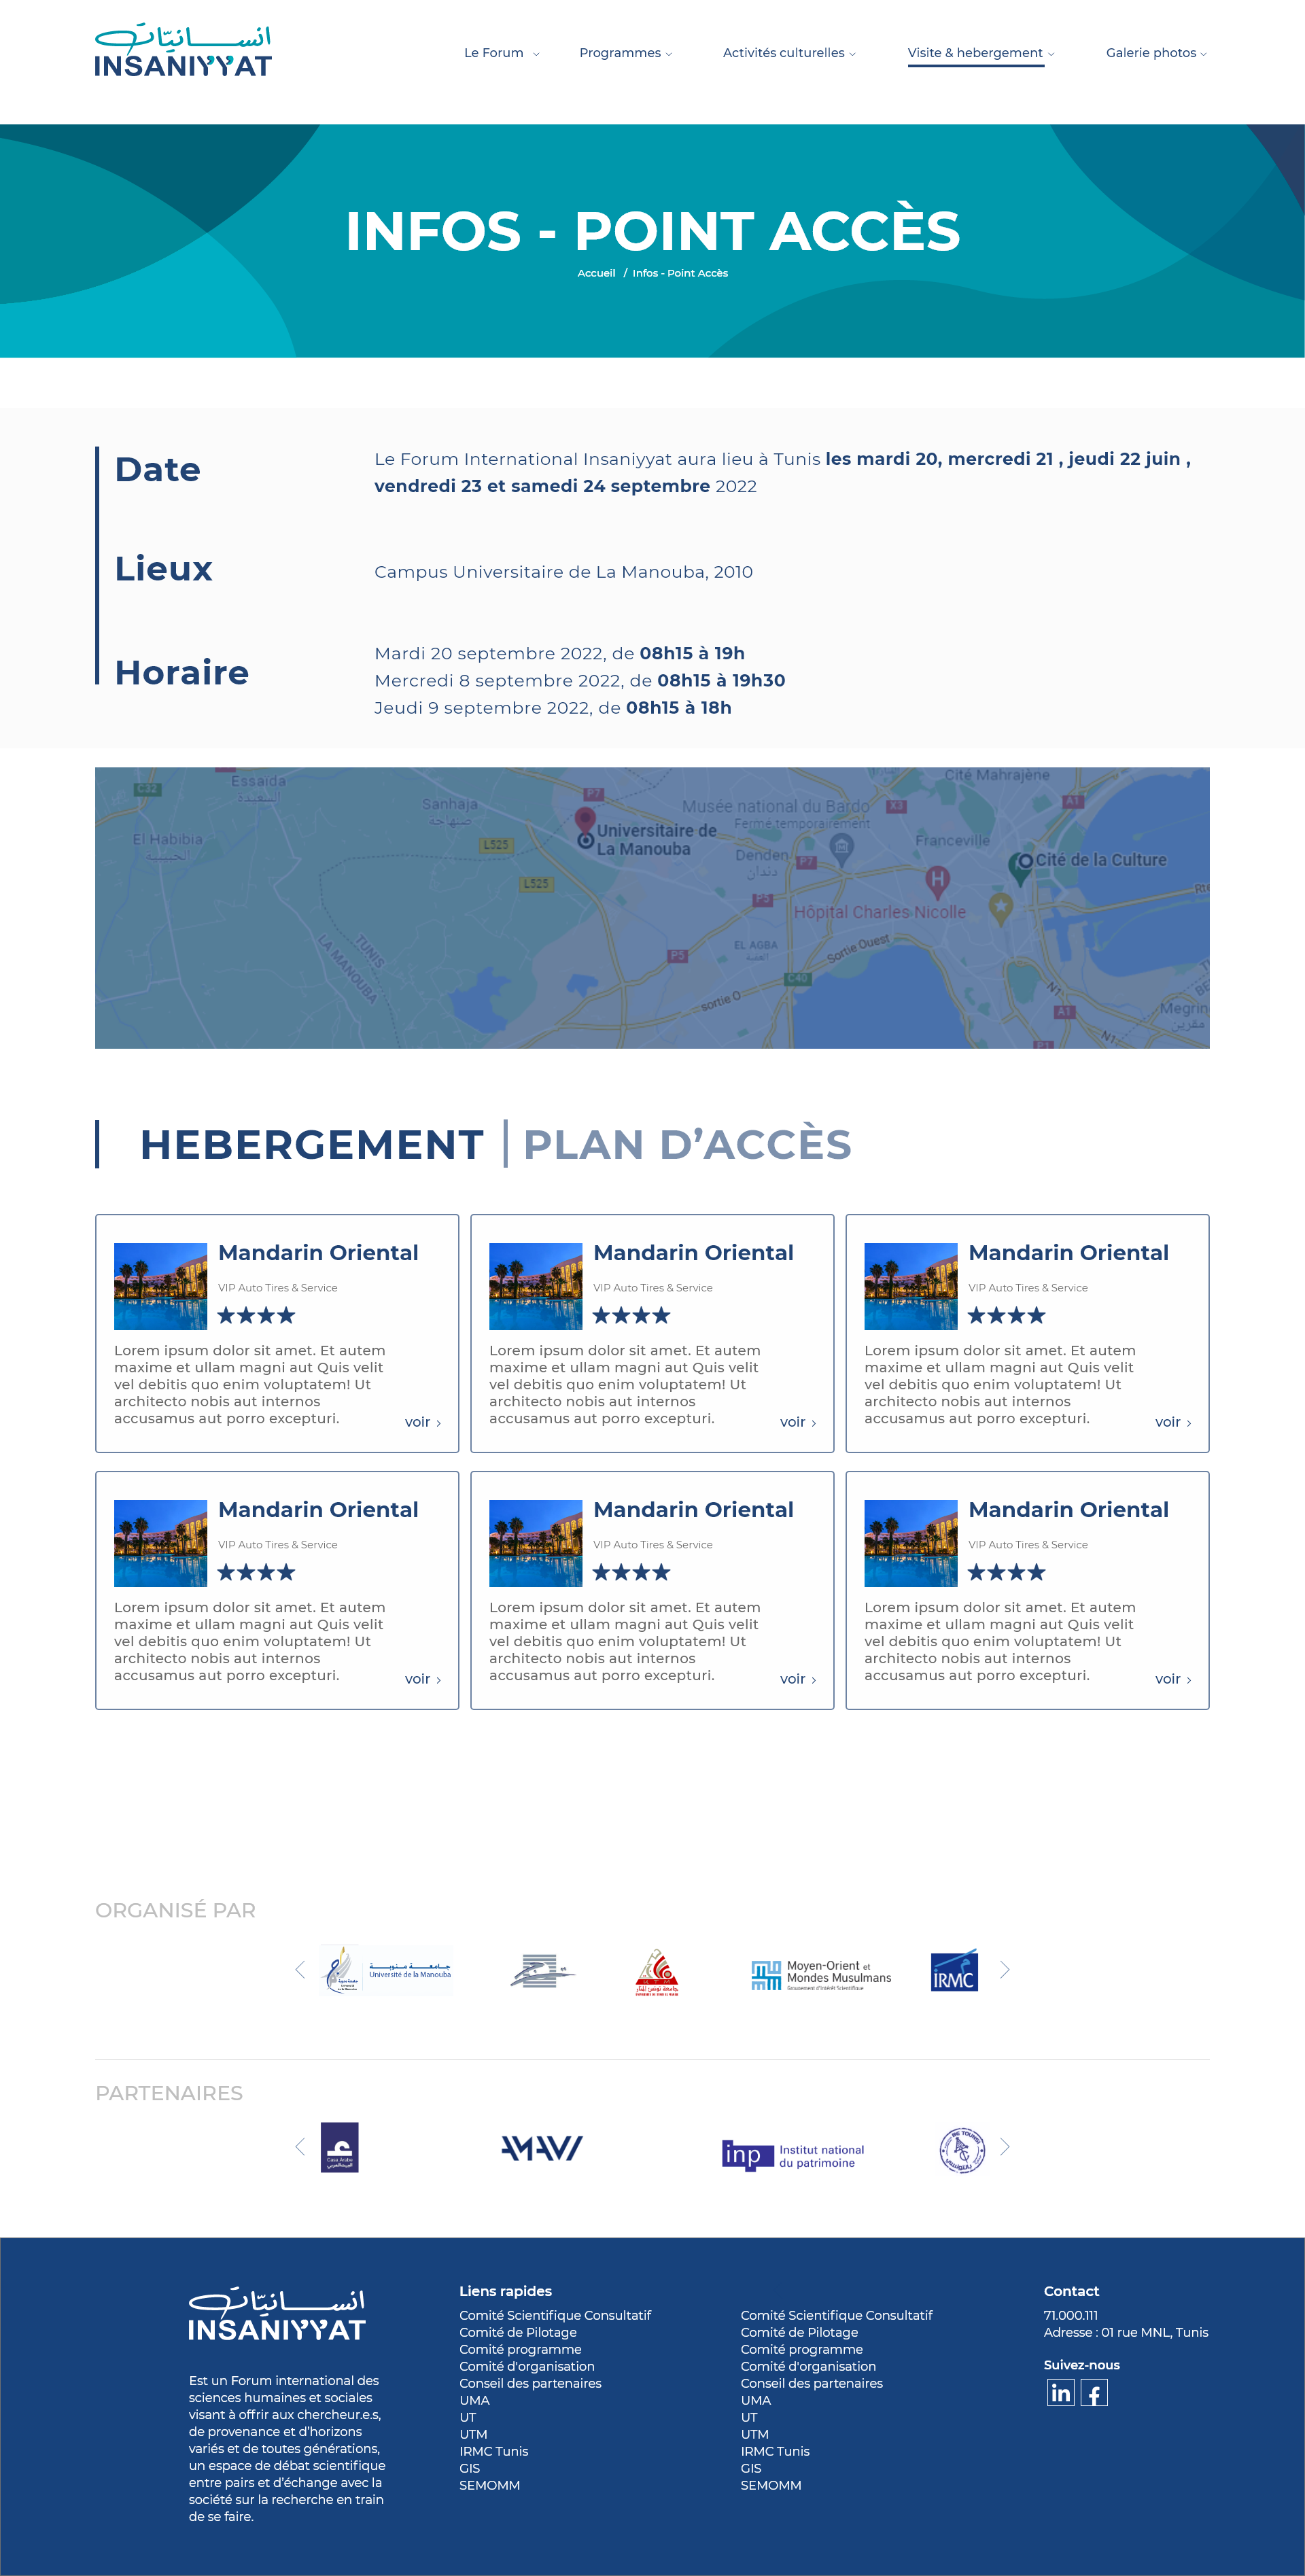 انسـانيّات
INSANIYYAT
Le Forum
Programmes
Activités culturelles
Visite & hebergement
Galerie photos
INFOS - POINT ACCÈS
Accueil / Infos - Point Accès
Date
Le Forum International Insaniyyat aura lieu à Tunis les mardi 20, mercredi 21 , jeudi 22 juin ,
vendredi 23 et samedi 24 septembre 2022
Lieux
Campus Universitaire de La Manouba, 2010
Horaire
Mardi 20 septembre 2022, de 08h15 à 19h
Mercredi 8 septembre 2022, de 08h15 à 19h30
Jeudi 9 septembre 2022, de 08h15 à 18h
C32
Essaida
السعيدة
Sanhaja
صنهاجة
El Habibia
الحبيبية
L525
L525
P7
Universitaire de
La Manouba
Musée national du Bardo
Fermé temporairement
X3
Cité Mahrajène
A1
Denden
دندان
P7
Franceville
Cité de la Culture
H
Hôpital Charles Nicolle
P5
EL AGBA
العقبة
P5
Sortie Ouest
C40
sortie O
TUNIS
LA MANOUBA
N1
A1
N1
P1
Megrin
مقرين
HEBERGEMENT
PLAN D’ACCÈS
Mandarin Oriental
VIP Auto Tires & Service
Lorem ipsum dolor sit amet. Et autem
maxime et ullam magni aut Quis velit
vel debitis quo enim voluptatem! Ut
architecto nobis aut internos
accusamus aut porro excepturi.
voir
Mandarin Oriental
VIP Auto Tires & Service
Lorem ipsum dolor sit amet. Et autem
maxime et ullam magni aut Quis velit
vel debitis quo enim voluptatem! Ut
architecto nobis aut internos
accusamus aut porro excepturi.
voir
Mandarin Oriental
VIP Auto Tires & Service
Lorem ipsum dolor sit amet. Et autem
maxime et ullam magni aut Quis velit
vel debitis quo enim voluptatem! Ut
architecto nobis aut internos
accusamus aut porro excepturi.
voir
Mandarin Oriental
VIP Auto Tires & Service
Lorem ipsum dolor sit amet. Et autem
maxime et ullam magni aut Quis velit
vel debitis quo enim voluptatem! Ut
architecto nobis aut internos
accusamus aut porro excepturi.
voir
Mandarin Oriental
VIP Auto Tires & Service
Lorem ipsum dolor sit amet. Et autem
maxime et ullam magni aut Quis velit
vel debitis quo enim voluptatem! Ut
architecto nobis aut internos
accusamus aut porro excepturi.
voir
Mandarin Oriental
VIP Auto Tires & Service
Lorem ipsum dolor sit amet. Et autem
maxime et ullam magni aut Quis velit
vel debitis quo enim voluptatem! Ut
architecto nobis aut internos
accusamus aut porro excepturi.
voir
ORGANISÉ PAR
جـامعـــة منـوبـــة
Université de la Manouba
جامعة تونس المنار
Moyen-Orient et
Mondes Musulmans
Groupement d'Intérêt Scientifique
IRMC
PARTENAIRES
Casa Árabe
البيت العربي
AMAVI
inp
Institut national
du patrimoine
BE TOUNSI
انسـانيّات
INSANIYYAT
Est un Forum international des
sciences humaines et sociales
visant à offrir aux chercheur.e.s,
de provenance et d’horizons
variés et de toutes générations,
un espace de débat scientifique
entre pairs et d’échange avec la
société sur la recherche en train
de se faire.
Liens rapides
Comité Scientifique Consultatif
Comité de Pilotage
Comité programme
Comité d'organisation
Conseil des partenaires
UMA
UT
UTM
IRMC Tunis
GIS
SEMOMM
Comité Scientifique Consultatif
Comité de Pilotage
Comité programme
Comité d'organisation
Conseil des partenaires
UMA
UT
UTM
IRMC Tunis
GIS
SEMOMM
Contact
71.000.111
Adresse : 01 rue MNL, Tunis
Suivez-nous